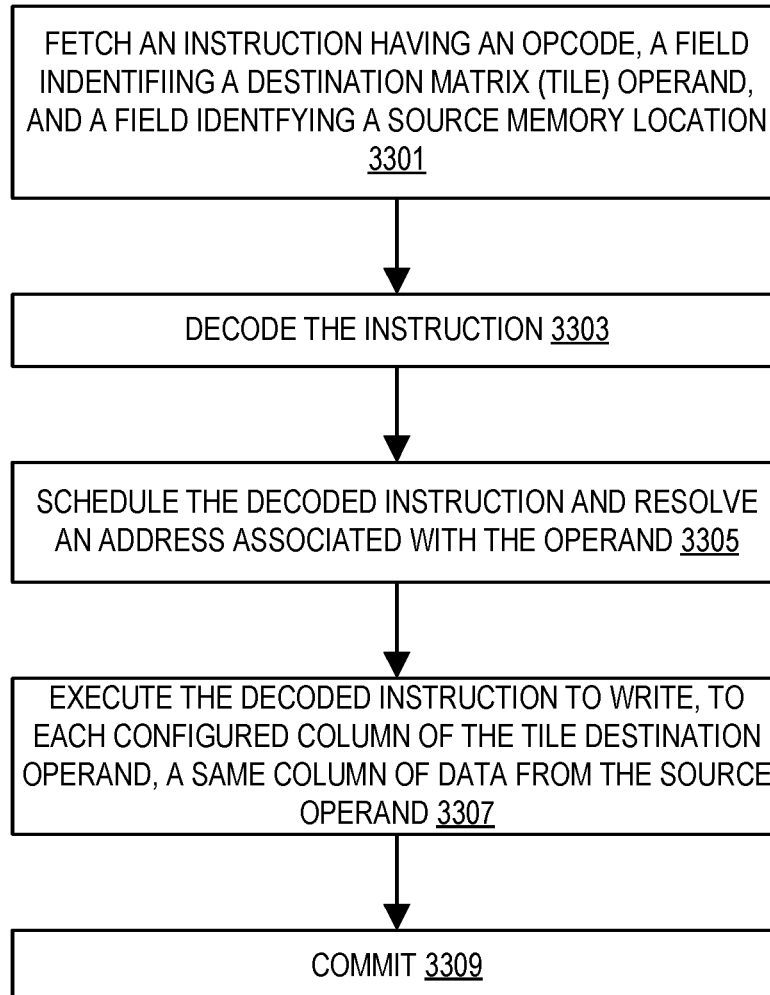 FETCH AN INSTRUCTION HAVING AN OPCODE, A FIELD
INDENTIFIING A DESTINATION MATRIX (TILE) OPERAND,
AND A FIELD IDENTFYING A SOURCE MEMORY LOCATION
3301
DECODE THE INSTRUCTION 3303
SCHEDULE THE DECODED INSTRUCTION AND RESOLVE
AN ADDRESS ASSOCIATED WITH THE OPERAND 3305
EXECUTE THE DECODED INSTRUCTION TO WRITE, TO
EACH CONFIGURED COLUMN OF THE TILE DESTINATION
OPERAND, A SAME COLUMN OF DATA FROM THE SOURCE
OPERAND 3307
COMMIT 3309